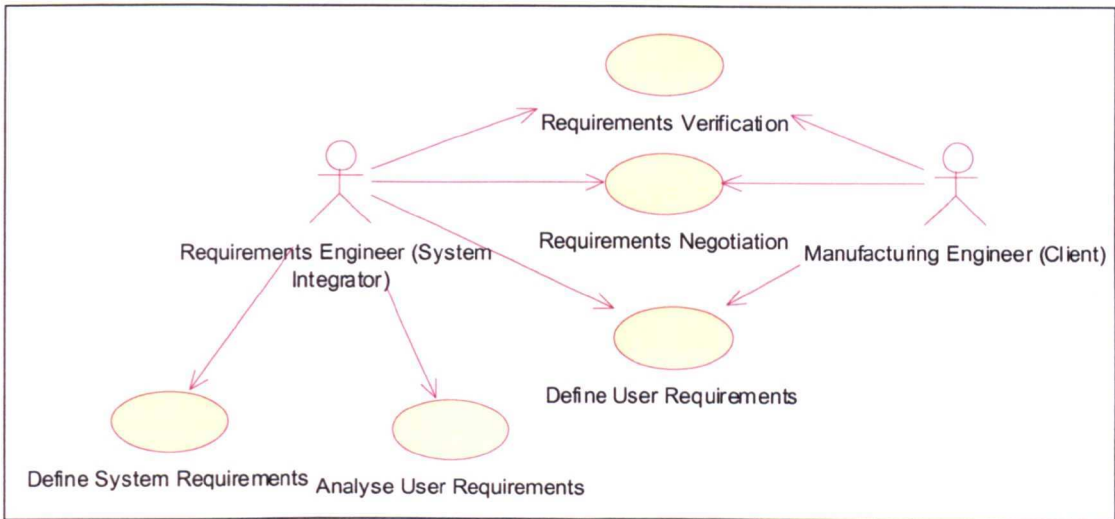 Requirements Verification
Requirements Negotiation
Requirements Engineer (System
Integrator)
Manufacturing Engineer (Client)
Define User Requirements
Define System Requirements
Analyse User Requirements